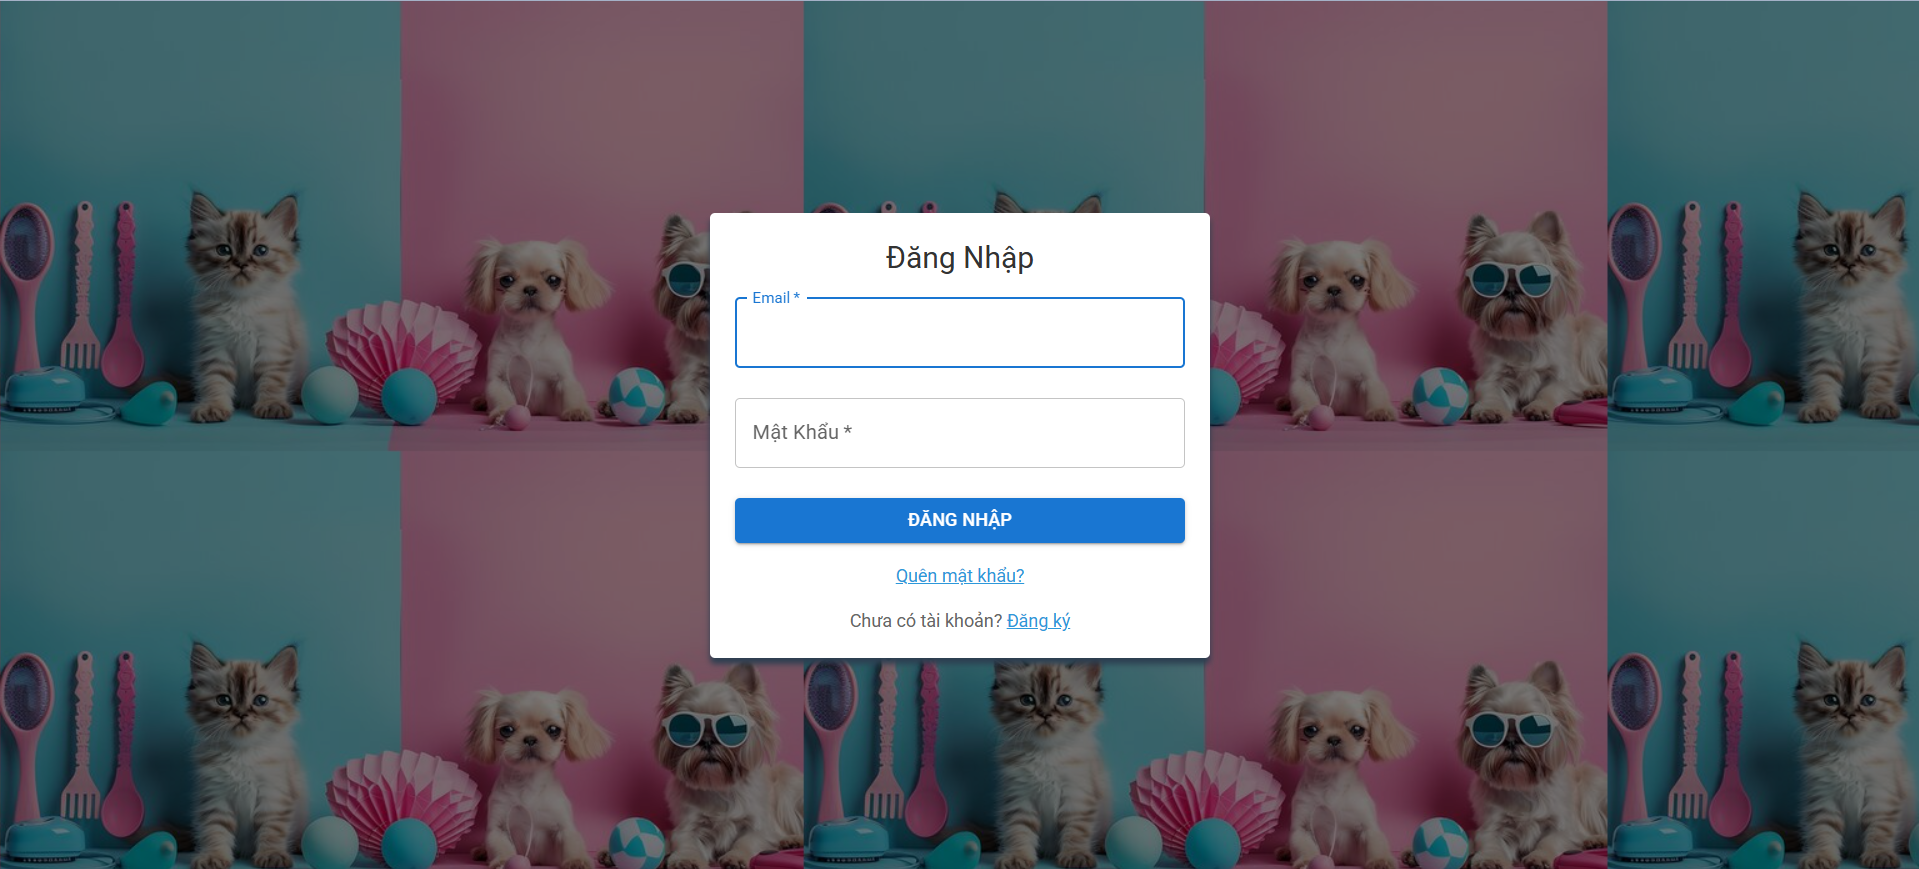 Đăng Nhập
Email *
Mật Khẩu *
ĐĂNG NHẬP
Quên mật khẩu?
Chưa có tài khoản? Đăng ký